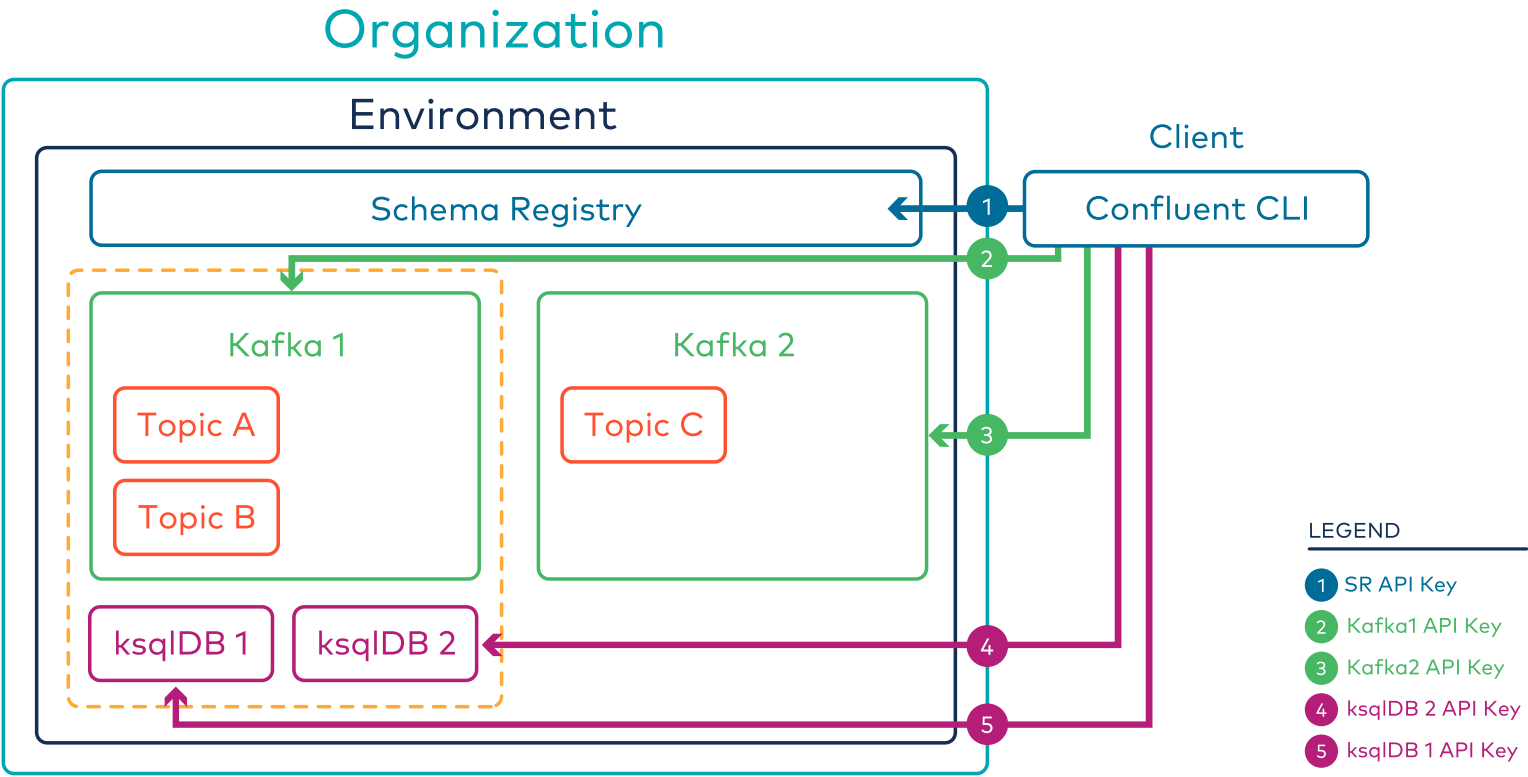 Organization
Environment
Client
Schema Registry
1
Confluent CLI
2
Kafka 1
Kafka 2
Topic A
Topic C
3
Topic B
LEGEND
1 SR API Key
2 Kafka1 API Key
ksqlDB 1
ksqlDB 2
4
3 Kafka2 API Key
4 ksqlDB 2 API Key
5
5 ksqlDB 1 API Key